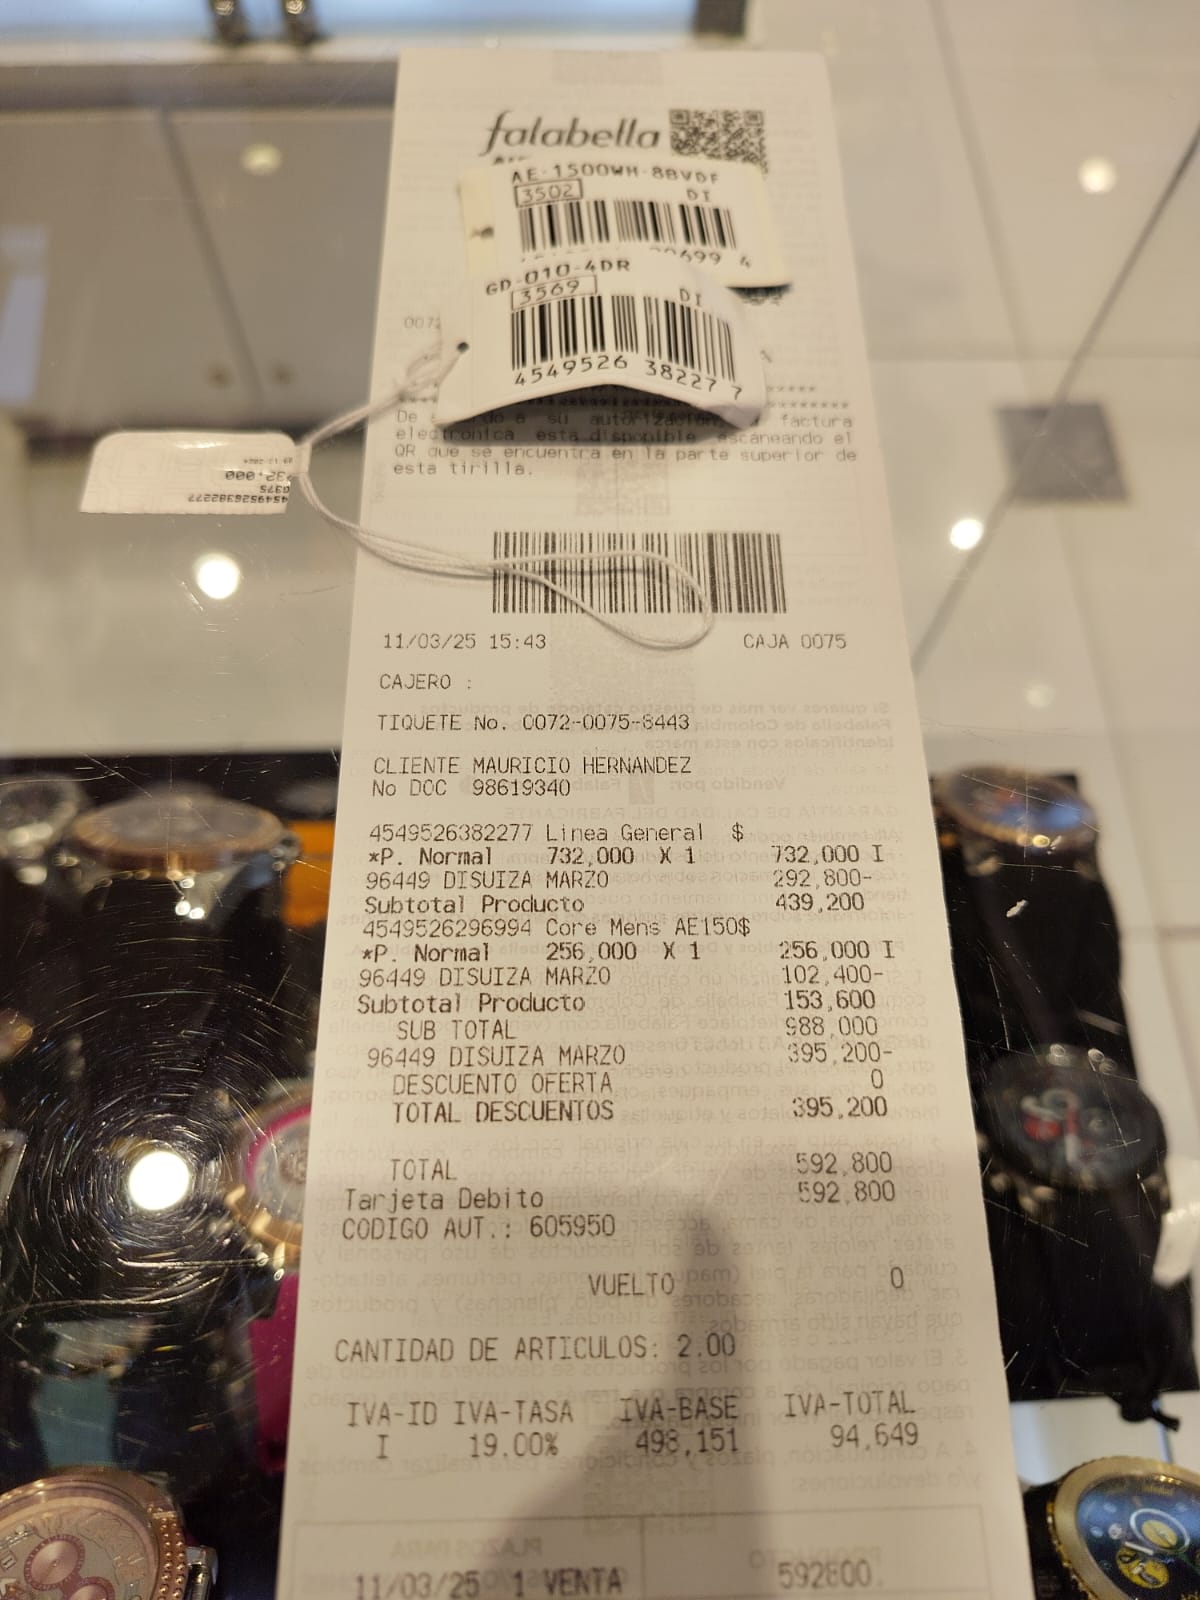 falabella
AE-1500WH-8BVDF
3502 DI
699 4
GD-010-4DR
3569 DI
4549526 38227 7
De a su factura
electronica esta disponible escaneando el
QR que se encuentra en la parte superior de
esta tirilla.
4549526382277
11/03/25 15:43 CAJA 0075
CAJERO :
TIQUETE No. 0072-0075-8443
CLIENTE MAURICIO HERNANDEZ
No DOC 98619340
4549526382277 Linea General $
*P. Normal 732,000 X 1 732,000 I
96449 DISUIZA MARZO 292,800-
Subtotal Producto 439,200
4549526296994 Core Mens AE150$
*P. Normal 256,000 X 1 256,000 I
96449 DISUIZA MARZO 102,400-
Subtotal Producto 153,600
SUB TOTAL 988,000
96449 DISUIZA MARZO 395,200-
DESCUENTO OFERTA 0
TOTAL DESCUENTOS 395,200
TOTAL 592,800
Tarjeta Debito 592,800
CODIGO AUT.: 605950
VUELTO 0
CANTIDAD DE ARTICULOS: 2.00
IVA-ID IVA-TASA IVA-BASE IVA-TOTAL
I 19.00% 498,151 94,649
11/03/25 1 VENTA 592800.